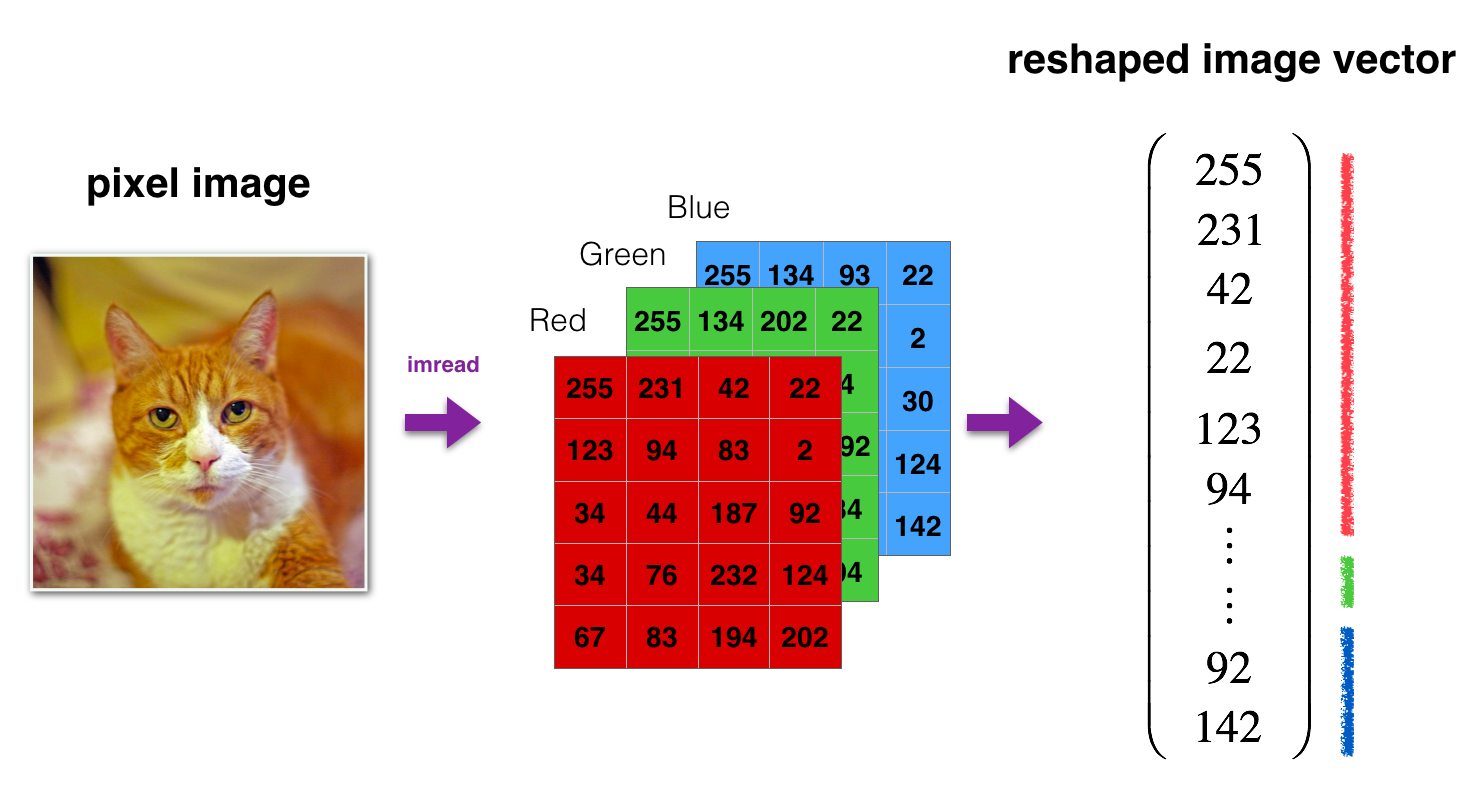 reshaped image vector
pixel image
imread
Blue
Green
Red
255 134 93 22
2
30
124
142
255 134 202 22
255 231 42 22
123 94 83 2
34 44 187 92
34 76 232 124
67 83 194 202
255
231
42
22
123
94
⋮
⋮
92
142